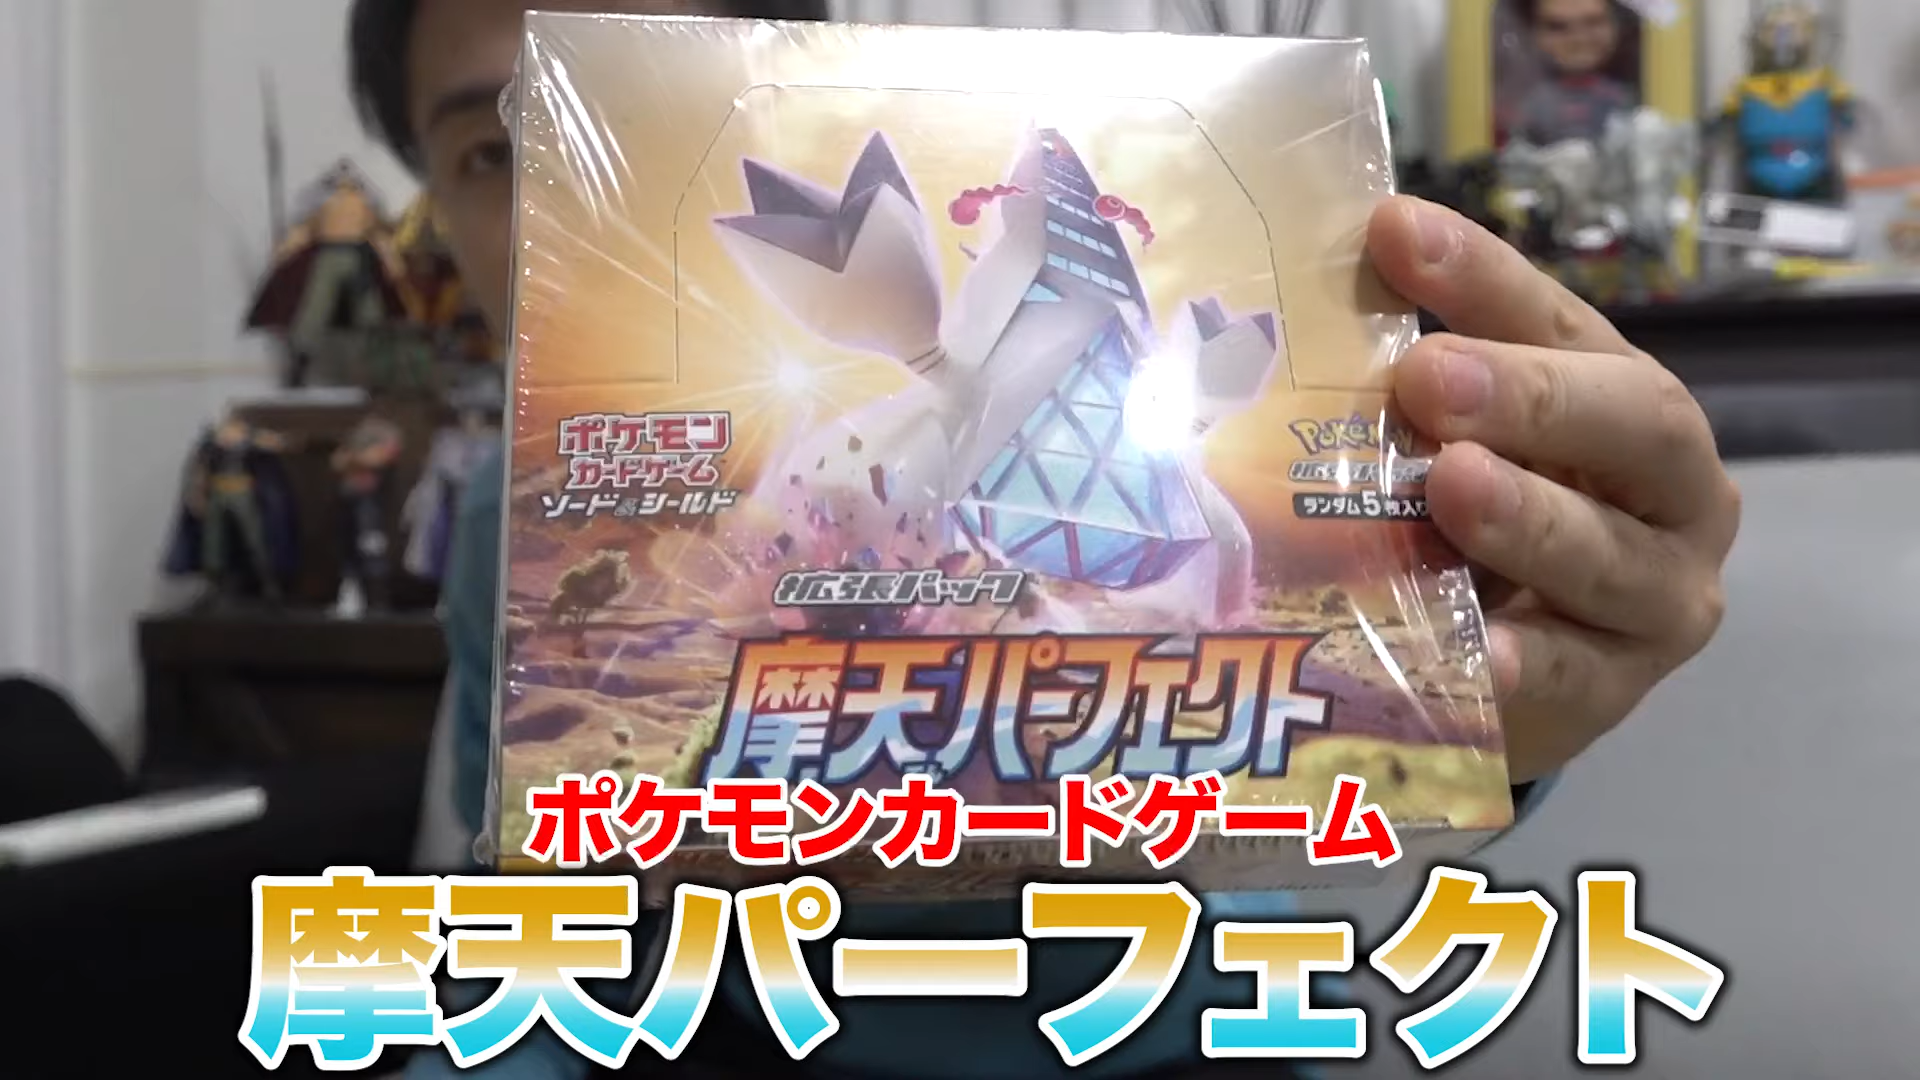 ポケモン
カードゲーム
ソード&シールド
Pokémon
ランダム5枚入り
拡張パック
摩天パーフェクト
ポケモンカードゲーム
摩天パーフェクト